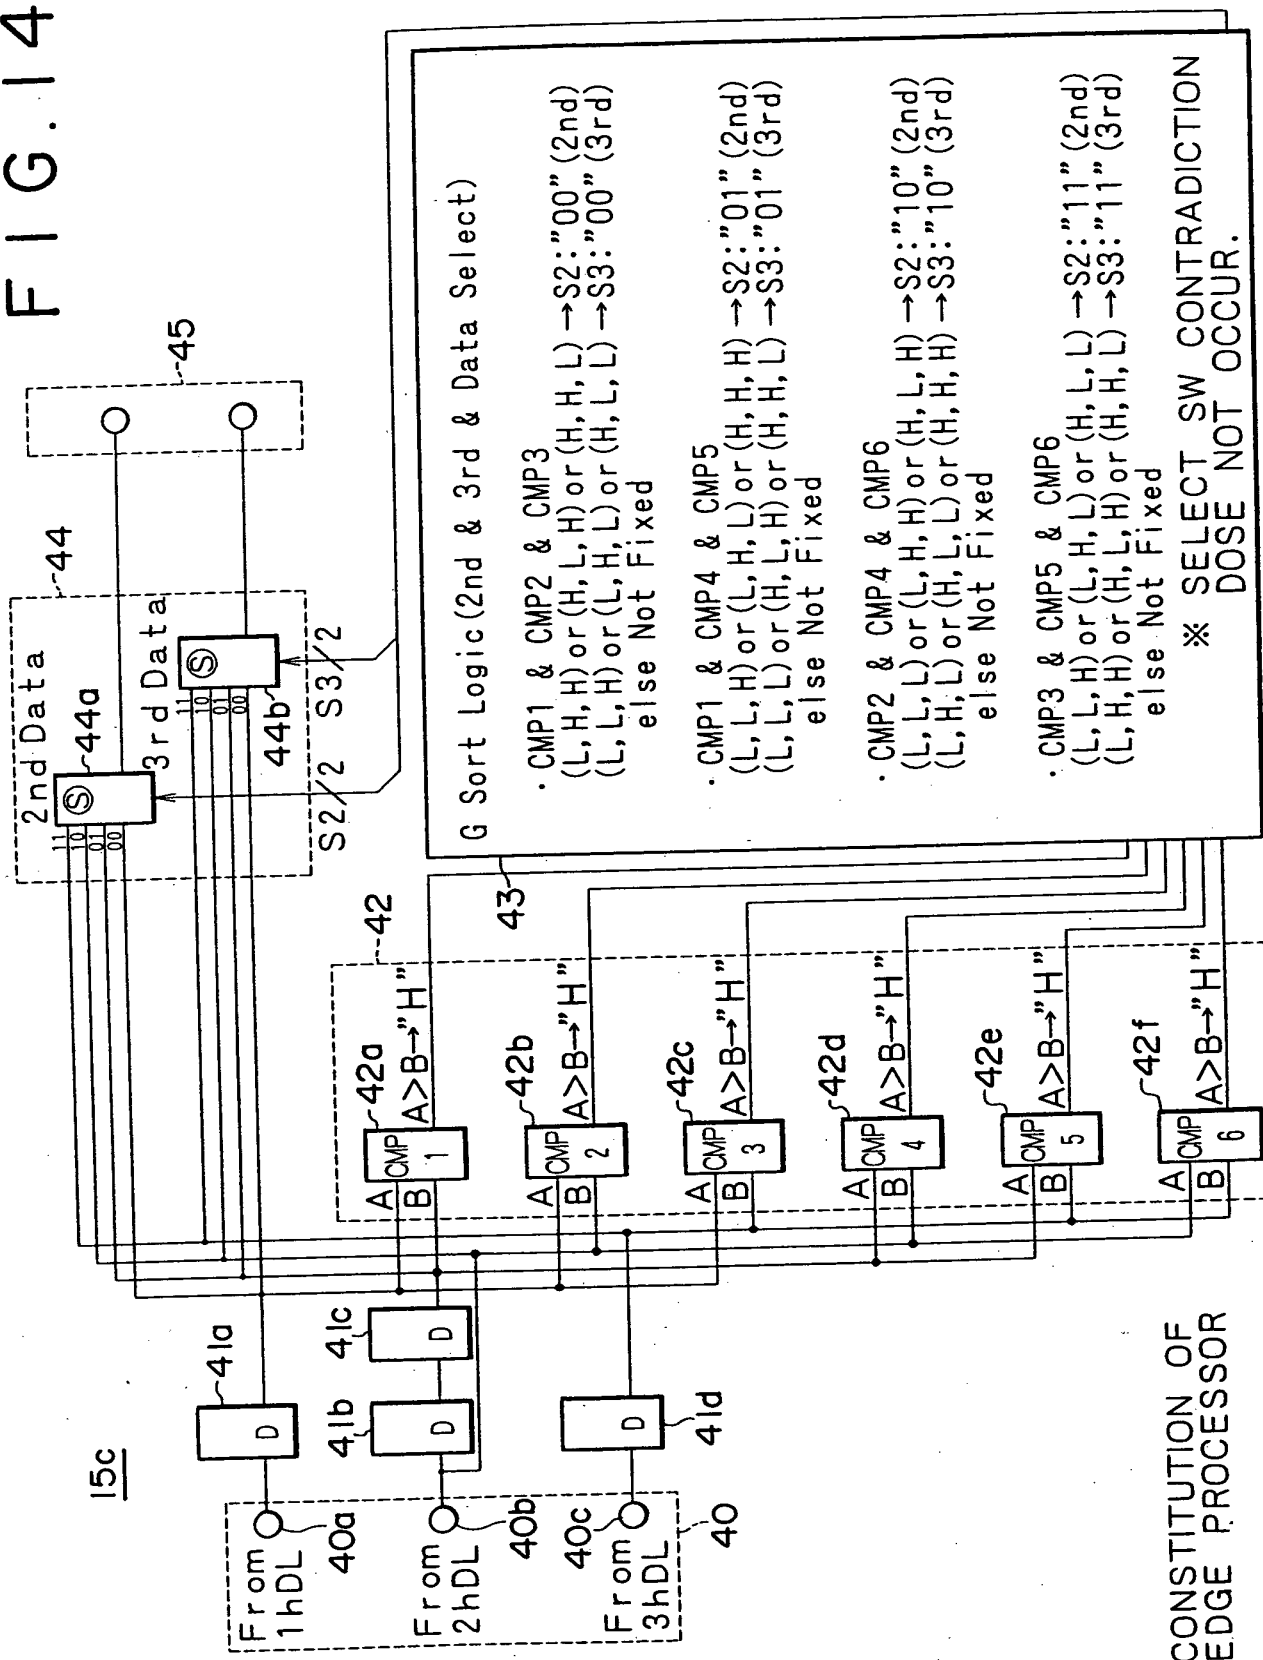 FIG.14
15c
From
1hDL
40a
From
2hDL
40b
40c
From
3hDL
40
41a
D
41b
D
41c
D
41d
D
44
2nd Data
44a
S
11
10
01
00
3rd Data
44b
S
11
10
01
00
S2/2
S3/2
45
42
42a
A
B
CMP
1
A>B→"H"
42b
A
B
CMP
2
A>B→"H"
42c
A
B
CMP
3
A>B→"H"
42d
A
B
CMP
4
A>B→"H"
42e
A
B
CMP
5
A>B→"H"
42f
A
B
CMP
6
A>B→"H"
43
G Sort Logic(2nd & 3rd & Data Select)
· CMP1 & CMP2 & CMP3
(L,H,H)or(H,L,H)or(H,H,L)→S2:"00"(2nd)
(L,L,H)or(L,H,L)or(H,L,L)→S3:"00"(3rd)
else Not Fixed
· CMP1 & CMP4 & CMP5
(L,L,H)or(L,H,L)or(H,H,H)→S2:"01"(2nd)
(L,L,L)or(H,L,H)or(H,H,L)→S3:"01"(3rd)
else Not Fixed
· CMP2 & CMP4 & CMP6
(L,L,L)or(L,H,H)or(H,L,H)→S2:"10"(2nd)
(L,H,L)or(H,L,L)or(H,H,H)→S3:"10"(3rd)
else Not Fixed
· CMP3 & CMP5 & CMP6
(L,L,H)or(L,H,L)or(H,L,L)→S2:"11"(2nd)
(L,H,H)or(H,L,H)or(H,H,L)→S3:"11"(3rd)
else Not Fixed
※ SELECT SW CONTRADICTION
DOSE NOT OCCUR.
CONSTITUTION OF
EDGE PROCESSOR